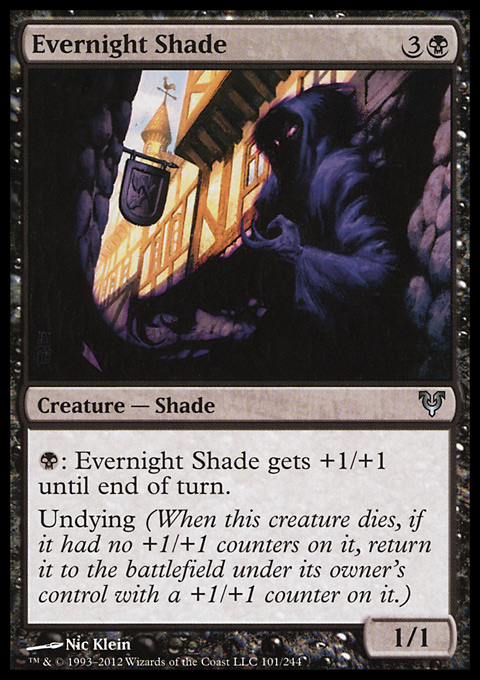 Evernight Shade 3
Creature — Shade
: Evernight Shade gets +1/+1
until end of turn.
Undying (When this creature dies, if
it had no +1/+1 counters on it, return
it to the battlefield under its owner's
control with a +1/+1 counter on it.)
1/1
Nic Klein
™ & © 1993–2012 Wizards of the Coast LLC 101/244